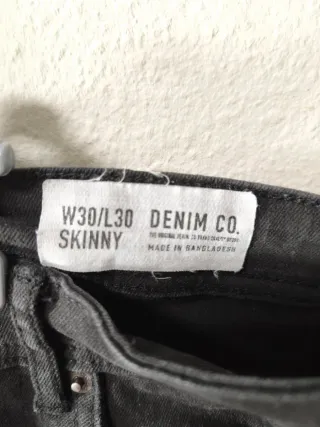 W30/L30
SKINNY
DENIM CO.
MADE IN BANGLADESH